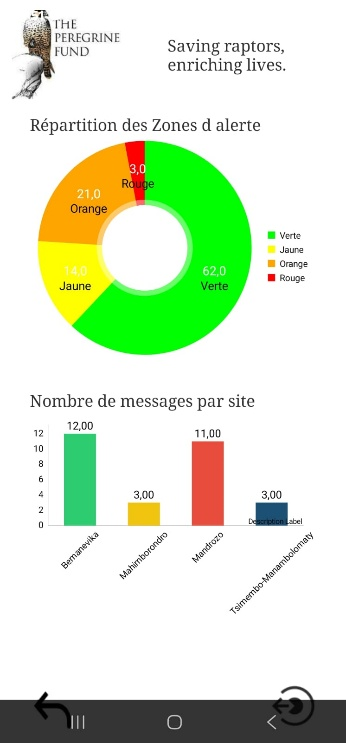 THE
PEREGRINE
FUND
Saving raptors,
enriching lives.
Répartition des Zones d alerte
3,0
Rouge
21,0
Orange
14,0
Jaune
62,0
Verte
Verte
Jaune
Orange
Rouge
Nombre de messages par site
12,00
11,00
3,00
3,00
12
10
8
6
4
2
0
Description Label
Bemanevika
Mahimborondro
Mandrozo
Tsimembo-Manambolomaty